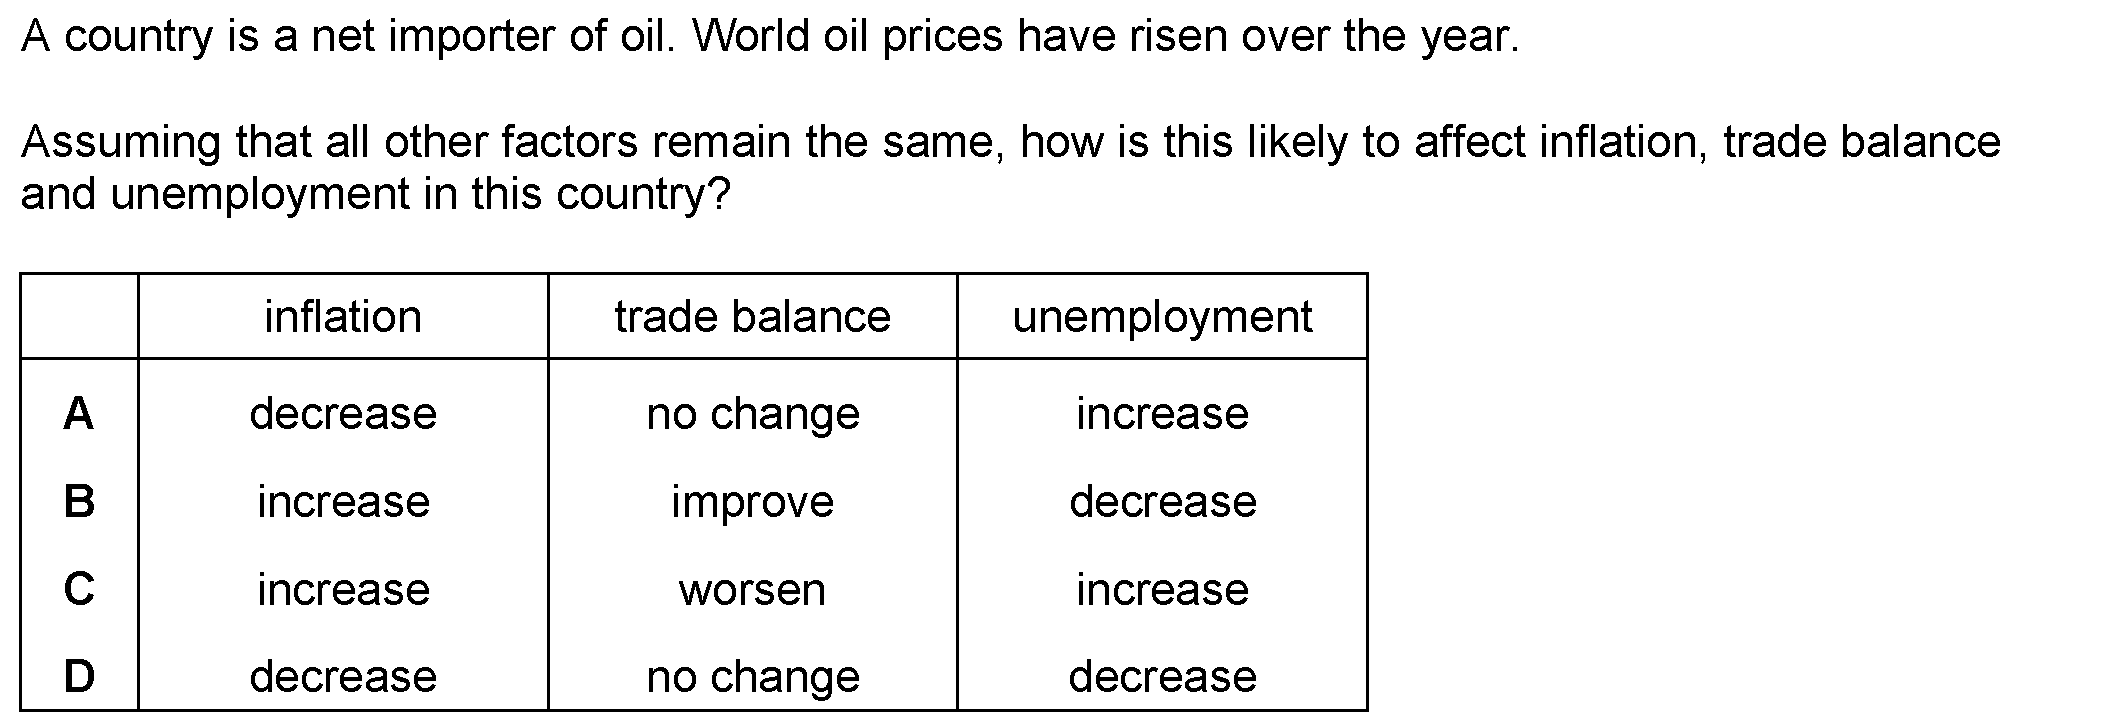 A country is a net importer of oil. World oil prices have risen over the year.
Assuming that all other factors remain the same, how is this likely to affect inflation, trade balance
and unemployment in this country?
inflation trade balance unemployment
A decrease no change increase
B increase improve decrease
C increase worsen increase
D decrease no change decrease